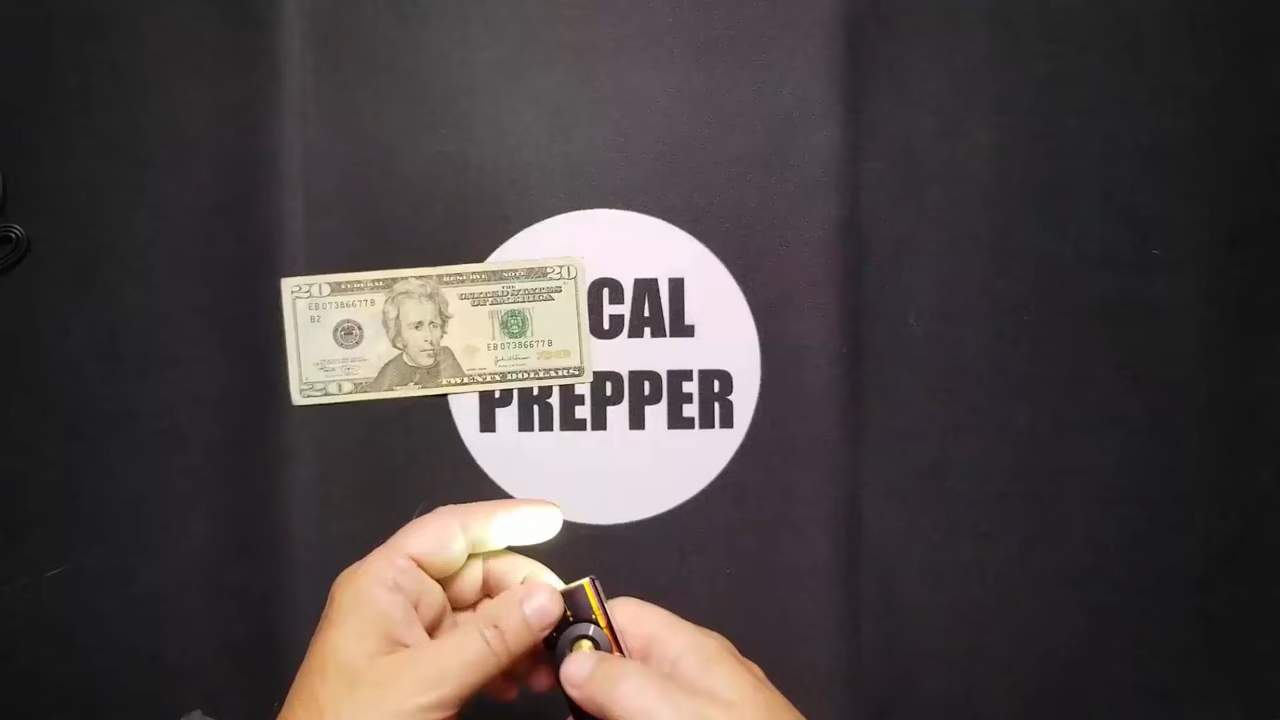 20 FEDERAL RESERVE NOTE 20
THE
UNITED STATES
OF AMERICA
EB 07386677 B
B2
EB 07386677 B
20 TWENTY DOLLARS
CAL
PREPPER